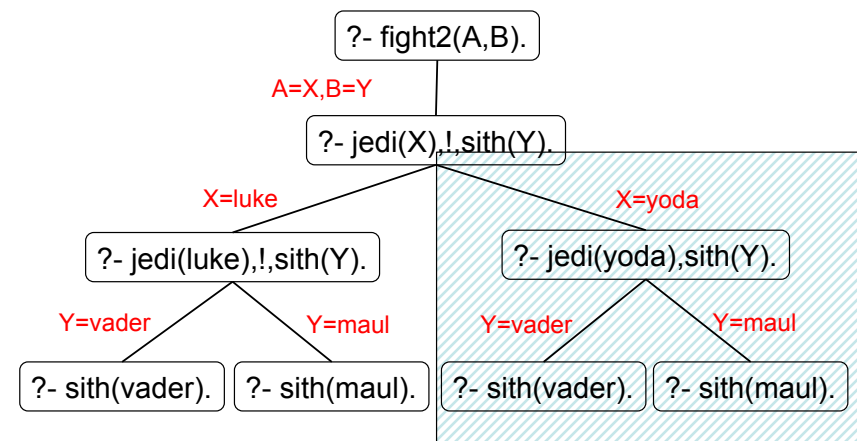 ?- fight2(A,B).
A=X,B=Y
?- jedi(X),!,sith(Y).
X=luke
X=yoda
?- jedi(luke),!,sith(Y).
?- jedi(yoda),sith(Y).
Y=vader
Y=maul
Y=vader
Y=maul
?- sith(vader).
?- sith(maul).
?- sith(vader).
?- sith(maul).